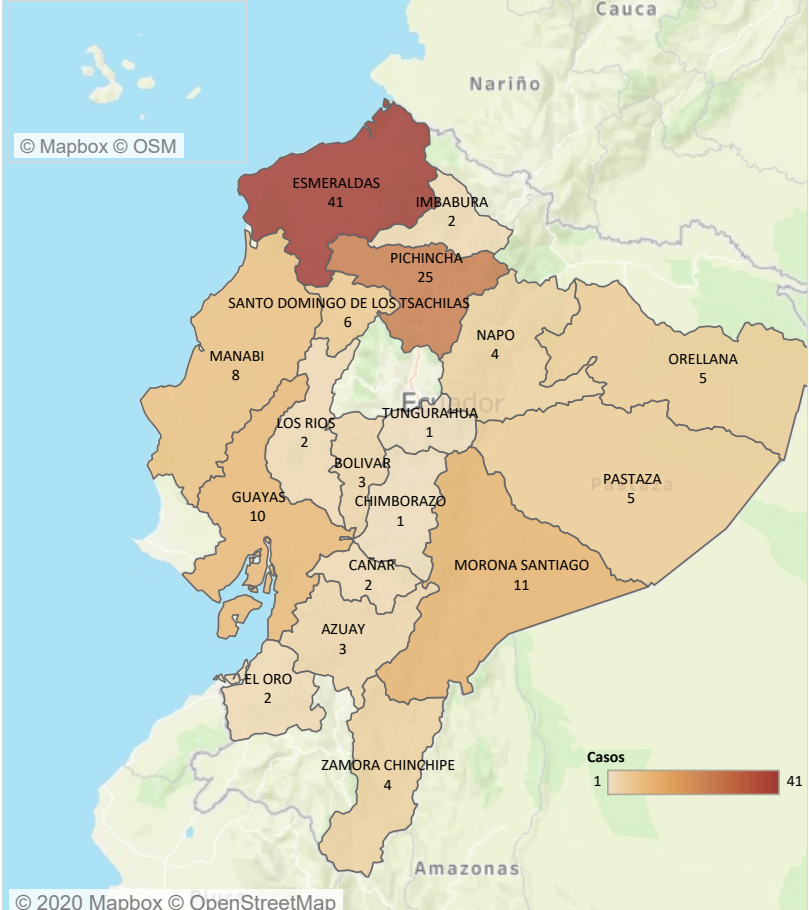 Cauca
Nariño
© Mapbox © OSM
ESMERALDAS
41
IMBABURA
2
PICHINCHA
25
SANTO DOMINGO DE LOS TSACHILAS
6
NAPO
4
MANABI
8
ORELLANA
5
Ecuador
TUNGURAHUA
1
LOS RIOS
2
BOLIVAR
3
PASTAZA
5
Pastaza
GUAYAS
10
CHIMBORAZO
1
CAÑAR
2
MORONA SANTIAGO
11
AZUAY
3
EL ORO
2
ZAMORA CHINCHIPE
4
Casos
1
41
Amazonas
© 2020 Mapbox © OpenStreetMap